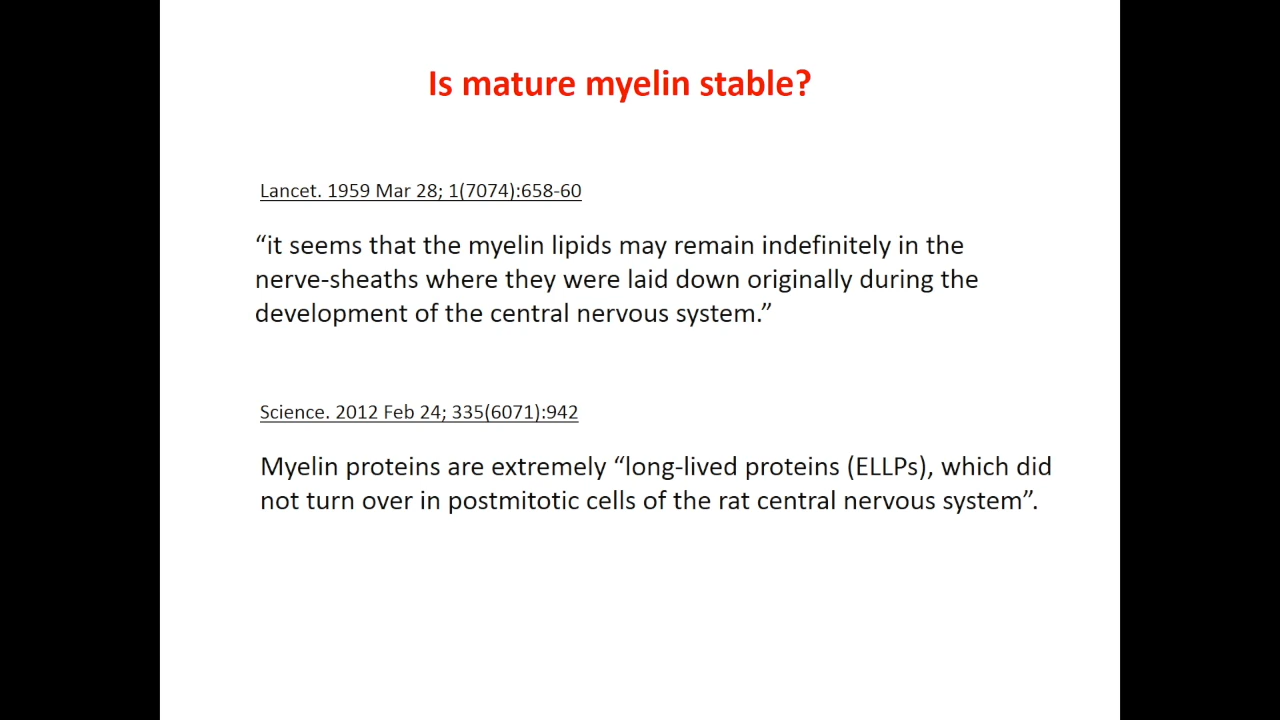 Is mature myelin stable?
Lancet. 1959 Mar 28; 1(7074):658-60
“it seems that the myelin lipids may remain indefinitely in the
nerve-sheaths where they were laid down originally during the
development of the central nervous system.”
Science. 2012 Feb 24; 335(6071):942
Myelin proteins are extremely “long-lived proteins (ELLPs), which did
not turn over in postmitotic cells of the rat central nervous system”.